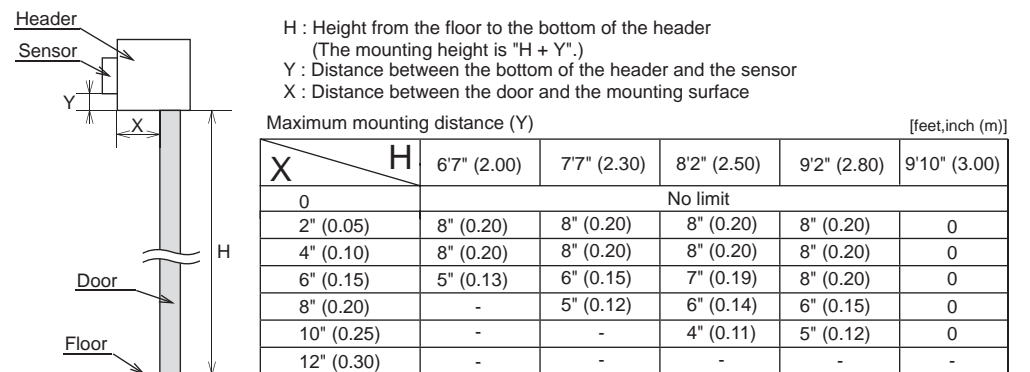 Header
Sensor
Y
X
H
Door
Floor
H : Height from the floor to the bottom of the header
(The mounting height is "H + Y".)
Y : Distance between the bottom of the header and the sensor
X : Distance between the door and the mounting surface
Maximum mounting distance (Y) [feet,inch (m)]
X H 6'7" (2.00) 7'7" (2.30) 8'2" (2.50) 9'2" (2.80) 9'10" (3.00)
0 No limit
2" (0.05) 8" (0.20) 8" (0.20) 8" (0.20) 8" (0.20) 0
4" (0.10) 8" (0.20) 8" (0.20) 8" (0.20) 8" (0.20) 0
6" (0.15) 5" (0.13) 6" (0.15) 7" (0.19) 8" (0.20) 0
8" (0.20) - 5" (0.12) 6" (0.14) 6" (0.15) 0
10" (0.25) - - 4" (0.11) 5" (0.12) 0
12" (0.30) - - - - -